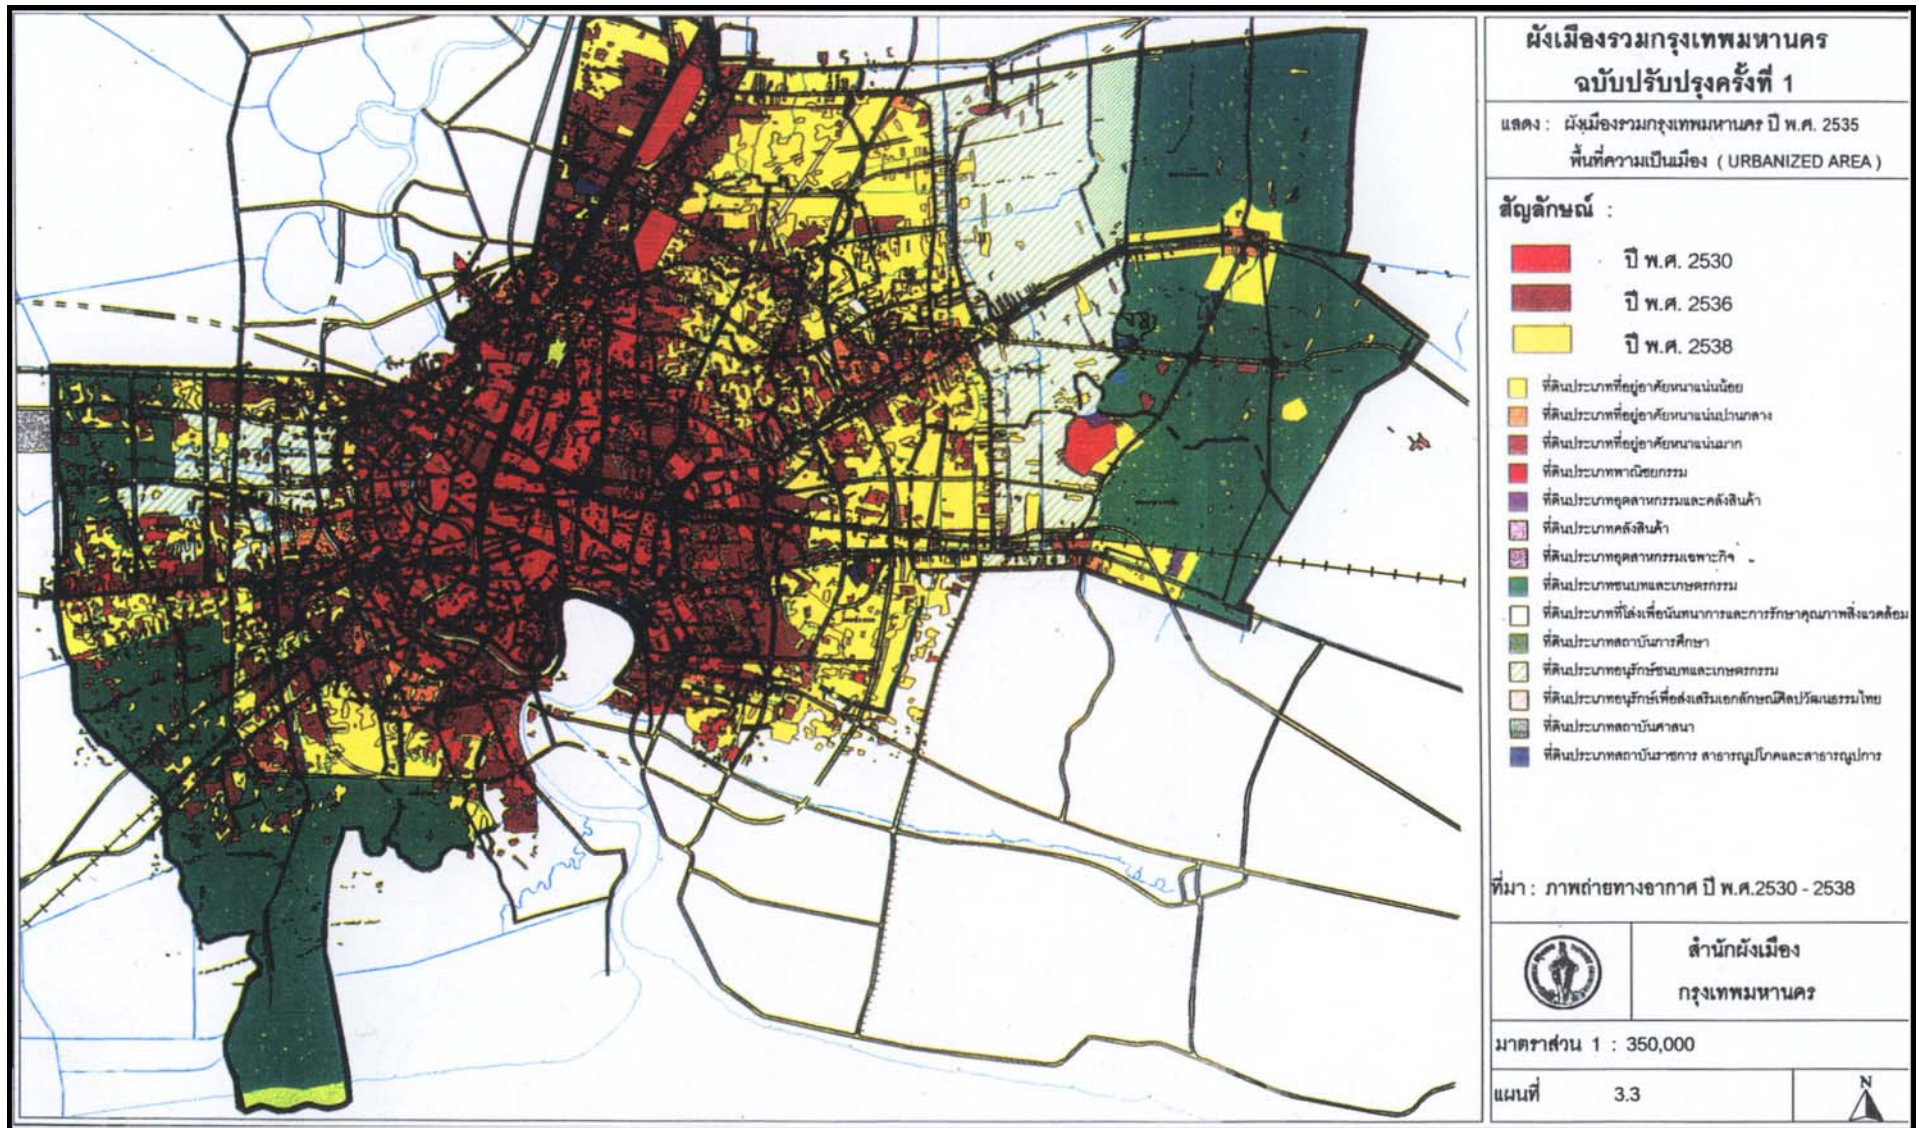 ผังเมืองรวมกรุงเทพมหานคร
ฉบับปรับปรุงครั้งที่ 1
แสดง : ผังเมืองรวมกรุงเทพมหานคร ปี พ.ศ. 2535
พื้นที่ความเป็นเมือง ( URBANIZED AREA )
สัญลักษณ์ :
ปี พ.ศ. 2530
ปี พ.ศ. 2536
ปี พ.ศ. 2538
ที่ดินประเภทที่อยู่อาศัยหนาแน่นน้อย
ที่ดินประเภทที่อยู่อาศัยหนาแน่นปานกลาง
ที่ดินประเภทที่อยู่อาศัยหนาแน่นมาก
ที่ดินประเภทพาณิชยกรรม
ที่ดินประเภทอุตสาหกรรมและคลังสินค้า
ที่ดินประเภทคลังสินค้า
ที่ดินประเภทอุตสาหกรรมเฉพาะกิจ
ที่ดินประเภทชนบทและเกษตรกรรม
ที่ดินประเภทที่โล่งเพื่อนันทนาการและการรักษาคุณภาพสิ่งแวดล้อม
ที่ดินประเภทสถาบันการศึกษา
ที่ดินประเภทอนุรักษ์ชนบทและเกษตรกรรม
ที่ดินประเภทอนุรักษ์เพื่อส่งเสริมเอกลักษณ์ศิลปวัฒนธรรมไทย
ที่ดินประเภทสถาบันศาสนา
ที่ดินประเภทสถาบันราชการ สาธารณูปโภคและสาธารณูปการ
ที่มา : ภาพถ่ายทางอากาศ ปี พ.ศ.2530 - 2538
สำนักผังเมือง
กรุงเทพมหานคร
มาตราส่วน 1 : 350,000
แผนที่ 3.3
N